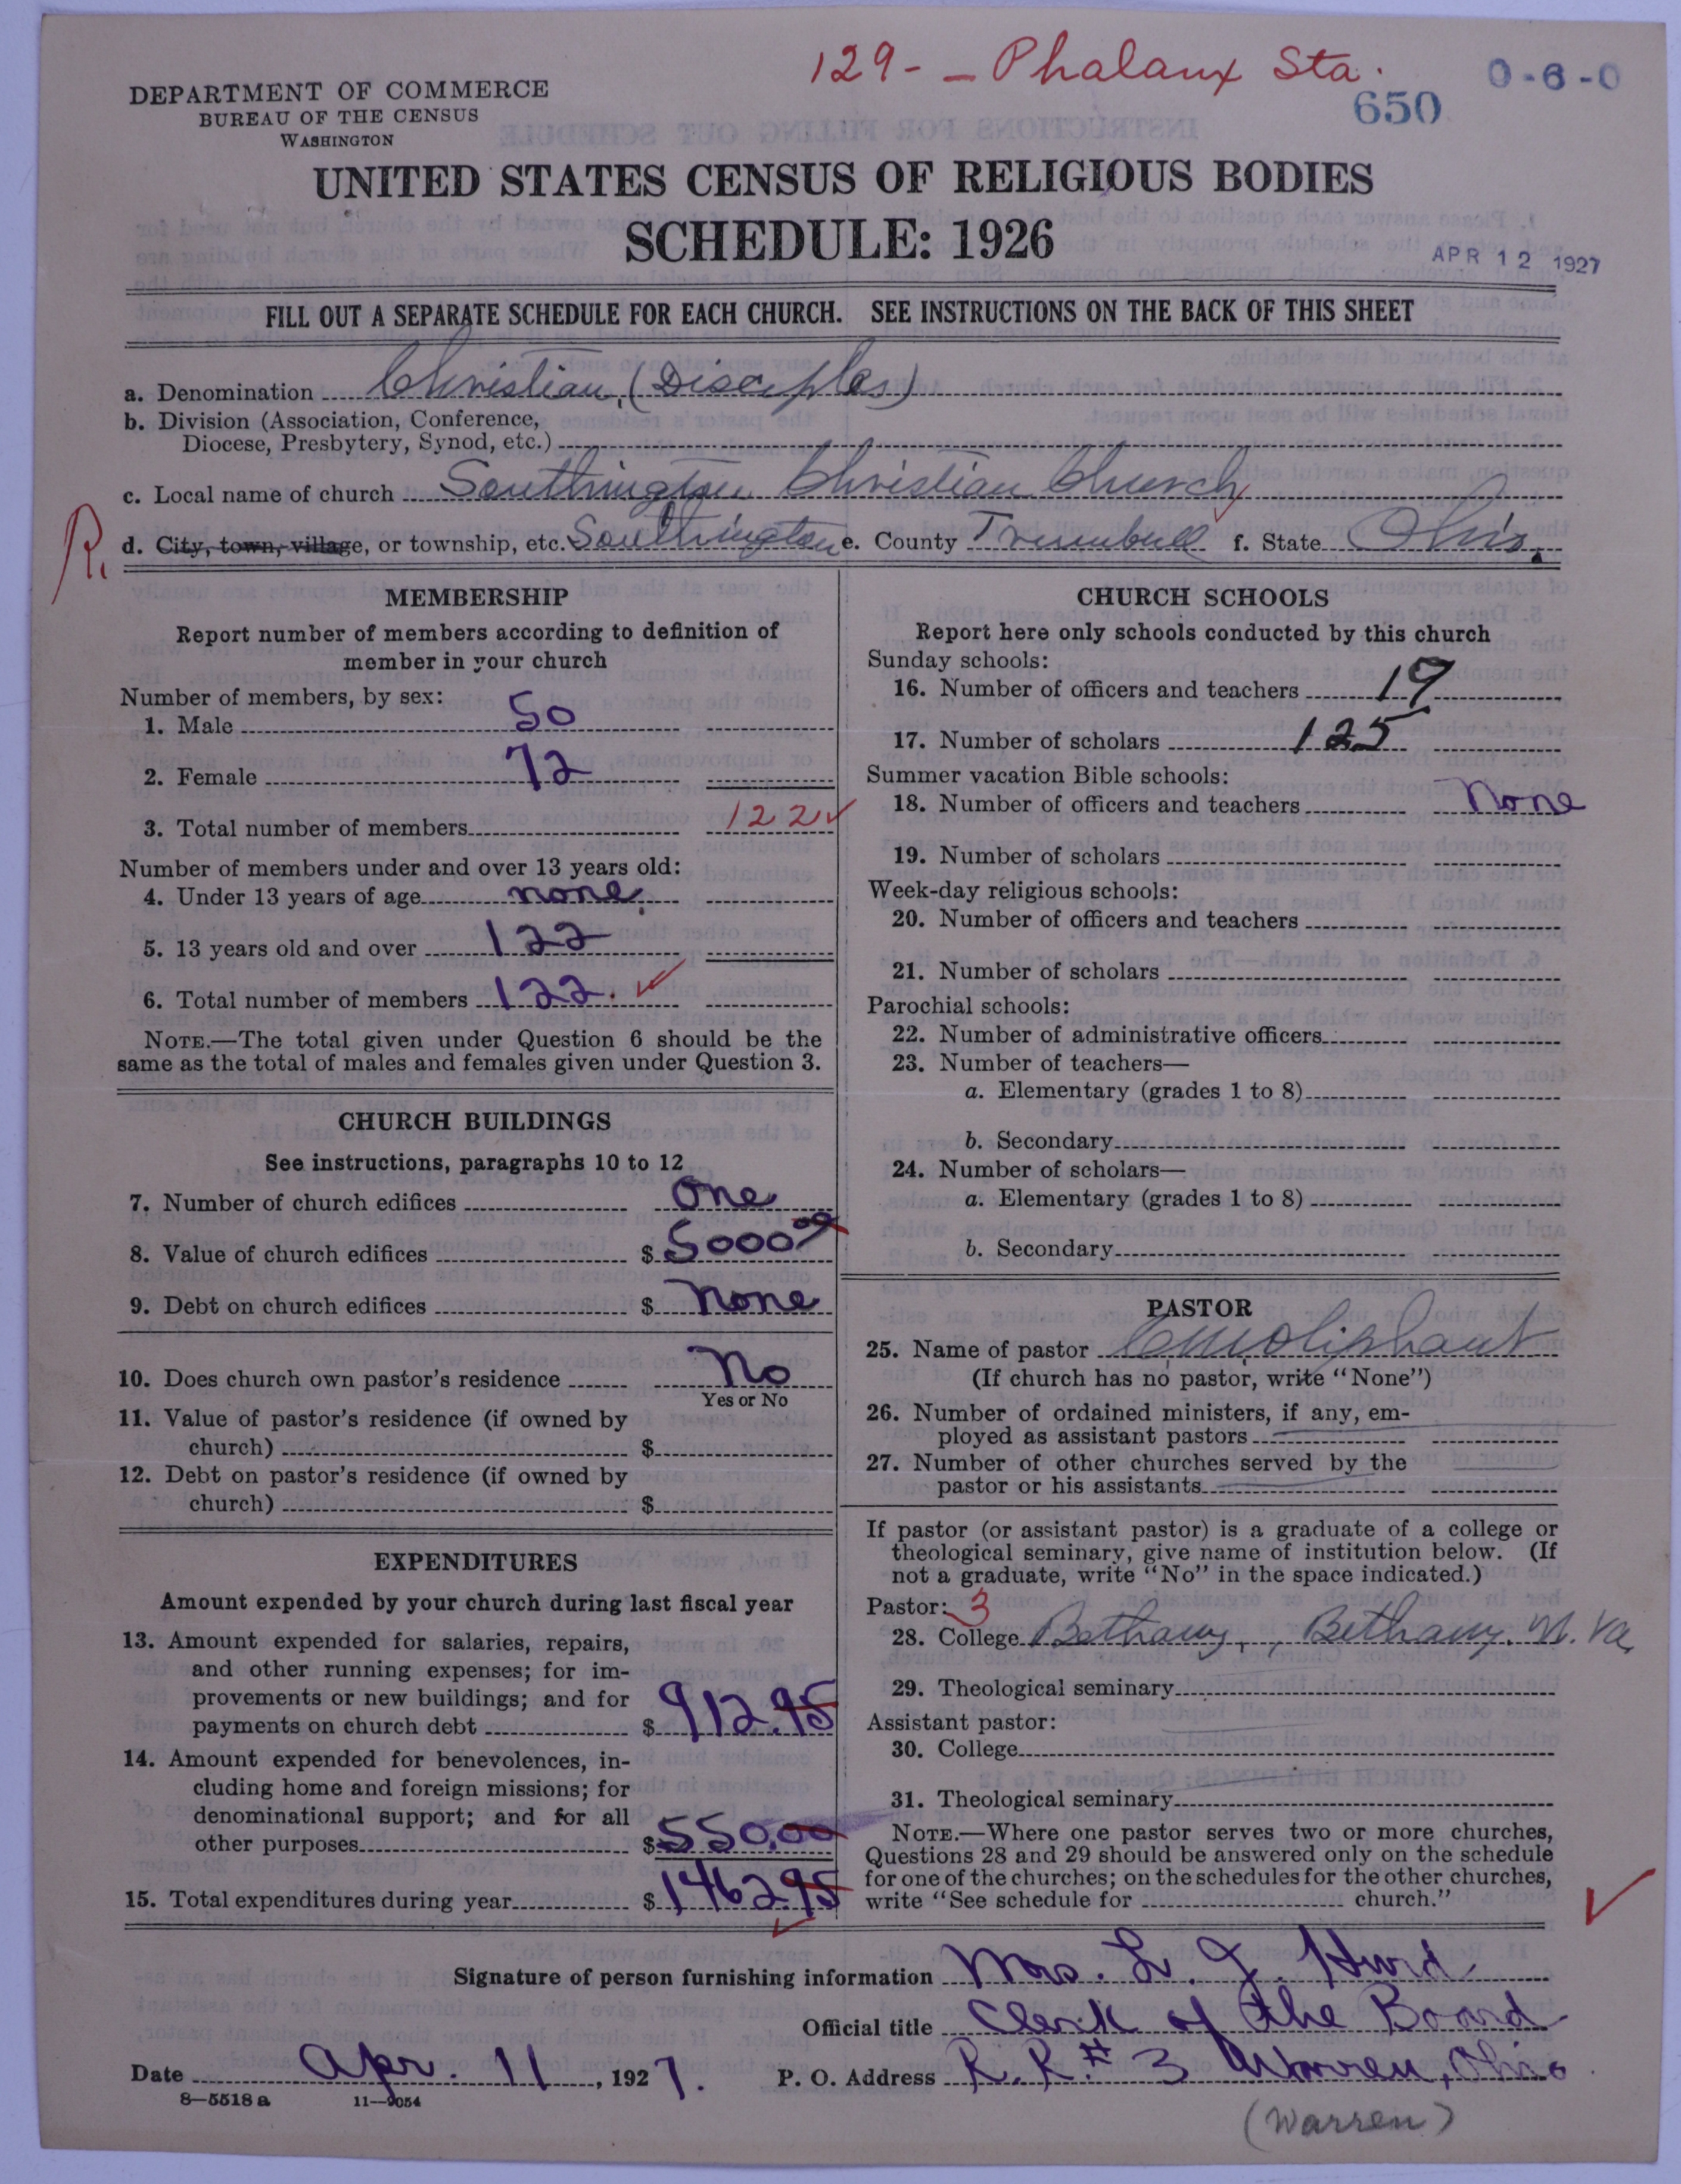 129- – Phalanx Sta.
0-6-0
650
DEPARTMENT OF COMMERCE
BUREAU OF THE CENSUS
WASHINGTON
UNITED STATES CENSUS OF RELIGIOUS BODIES
SCHEDULE: 1926
APR 12 1927
FILL OUT A SEPARATE SCHEDULE FOR EACH CHURCH. SEE INSTRUCTIONS ON THE BACK OF THIS SHEET
a. Denomination Christian, (Disciples)
b. Division (Association, Conference,
Diocese, Presbytery, Synod, etc.)
c. Local name of church Southington Christian Church
R.
d. City, town, village, or township, etc. Southington e. County Trumbull f. State Ohio.
MEMBERSHIP
Report number of members according to definition of
member in your church
Number of members, by sex:
1. Male 50
2. Female 72
3. Total number of members 122
Number of members under and over 13 years old:
4. Under 13 years of age none.
5. 13 years old and over 122
6. Total number of members 122.
NOTE.—The total given under Question 6 should be the
same as the total of males and females given under Question 3.
CHURCH BUILDINGS
See instructions, paragraphs 10 to 12
7. Number of church edifices One
8. Value of church edifices $ 5000 00
9. Debt on church edifices $ none
10. Does church own pastor's residence No
Yes or No
11. Value of pastor's residence (if owned by
church) $
12. Debt on pastor's residence (if owned by
church) $
EXPENDITURES
Amount expended by your church during last fiscal year
13. Amount expended for salaries, repairs,
and other running expenses; for im-
provements or new buildings; and for
payments on church debt $ 912.95
14. Amount expended for benevolences, in-
cluding home and foreign missions; for
denominational support; and for all
other purposes $ 550.00
15. Total expenditures during year $ 1462.95
CHURCH SCHOOLS
Report here only schools conducted by this church
Sunday schools:
16. Number of officers and teachers 19
17. Number of scholars 125
Summer vacation Bible schools:
18. Number of officers and teachers none
19. Number of scholars
Week-day religious schools:
20. Number of officers and teachers
21. Number of scholars
Parochial schools:
22. Number of administrative officers
23. Number of teachers—
a. Elementary (grades 1 to 8)
b. Secondary
24. Number of scholars—
a. Elementary (grades 1 to 8)
b. Secondary
PASTOR
25. Name of pastor C.M. Oliphant
(If church has no pastor, write "None")
26. Number of ordained ministers, if any, em-
ployed as assistant pastors
27. Number of other churches served by the
pastor or his assistants
If pastor (or assistant pastor) is a graduate of a college or
theological seminary, give name of institution below. (If
not a graduate, write "No" in the space indicated.)
Pastor: 3
28. College Bethany, Bethany, W. Va.
29. Theological seminary
Assistant pastor:
30. College
31. Theological seminary
NOTE.—Where one pastor serves two or more churches,
Questions 28 and 29 should be answered only on the schedule
for one of the churches; on the schedules for the other churches,
write "See schedule for church."
Signature of person furnishing information Mrs. L. J. Hurd
Official title Clerk of the Board
Date Apr. 11, 1927. P. O. Address R. R. # 3 Warren, Ohio
8—5518 a 11—9054
(Warren)